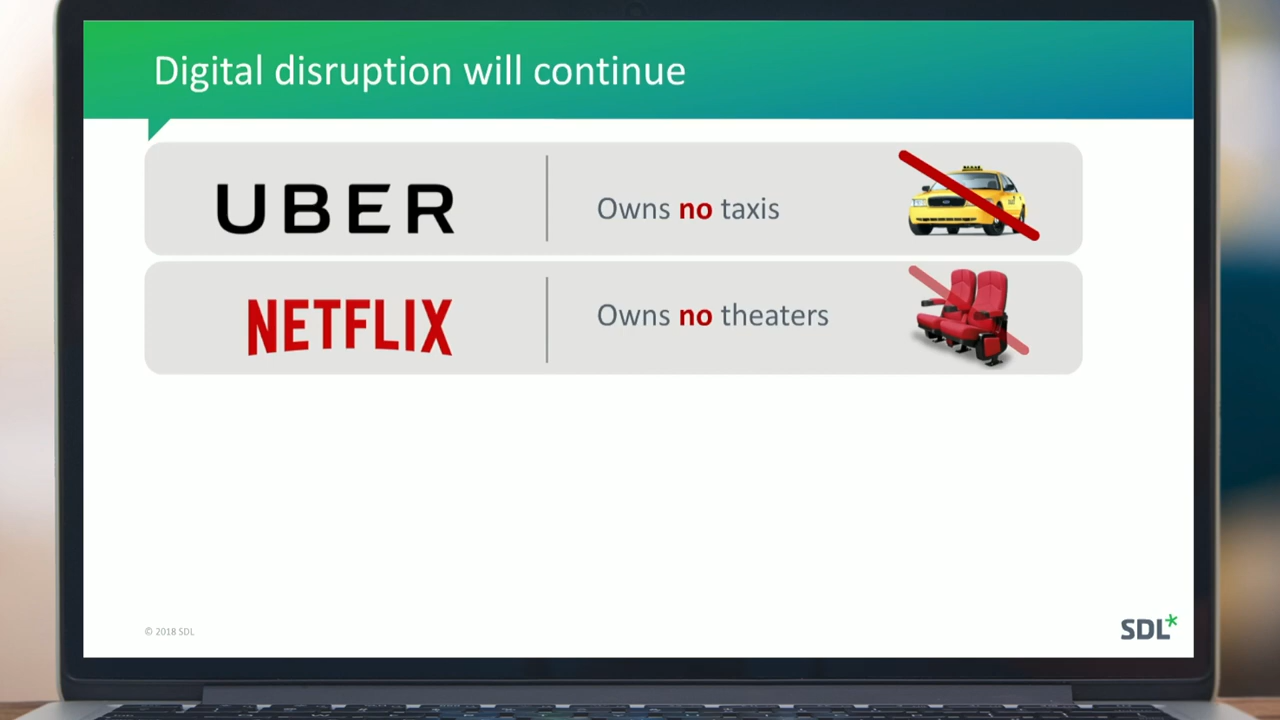 Digital disruption will continue
UBER
Owns no taxis
NETFLIX
Owns no theaters
© 2018 SDL
SDL*